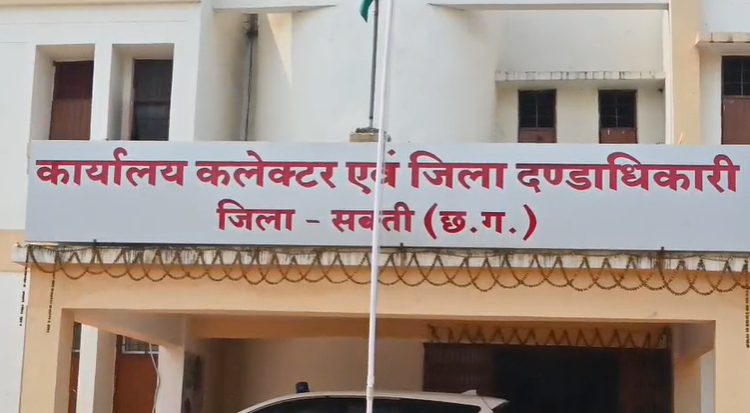 कार्यालय कलेक्टर एवं जिला दण्डाधिकारी
जिला - सक्ती (छ.ग.)